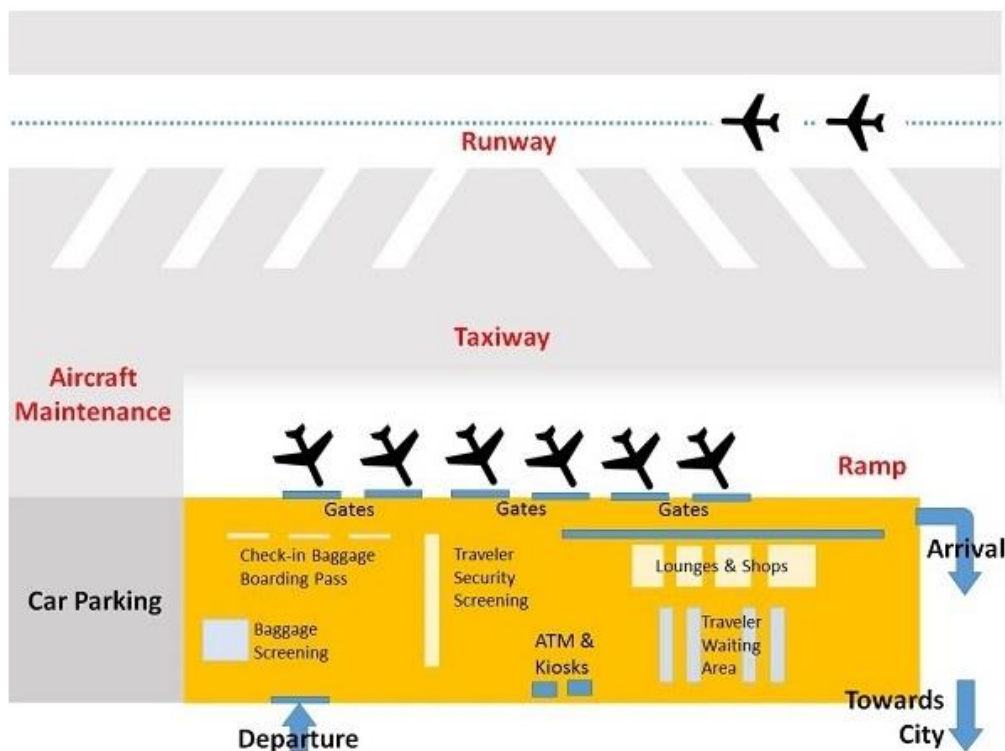 Runway
Taxiway
Aircraft
Maintenance
Ramp
Gates
Gates
Gates
Check-in Baggage
Boarding Pass
Traveler
Security
Screening
Lounges & Shops
Arrival
Car Parking
Baggage
Screening
ATM &
Kiosks
Traveler
Waiting
Area
Towards
City
Departure